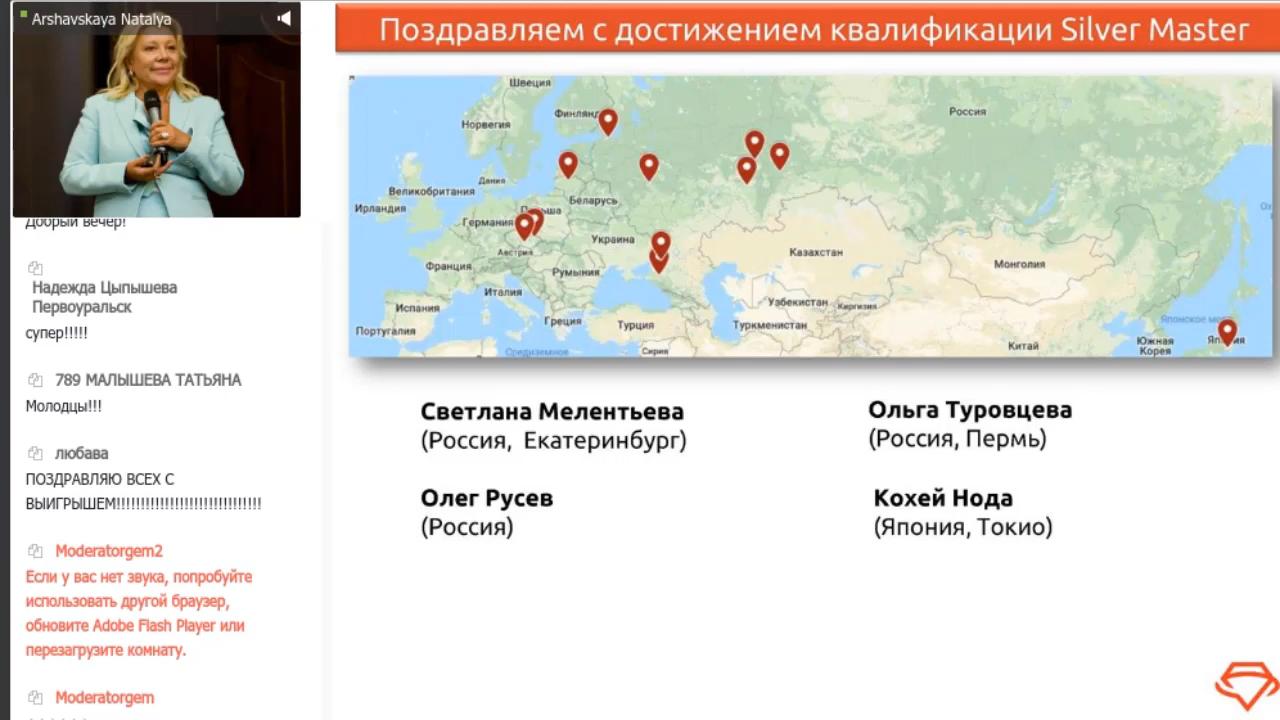 Arshavskaya Natalya
Добрый вечер!
Надежда Цыпышева
Первоуральск
супер!!!!!
789 МАЛЫШЕВА ТАТЬЯНА
Молодцы!!!
любава
ПОЗДРАВЛЯЮ ВСЕХ С
ВЫИГРЫШЕМ!!!!!!!!!!!!!!!!!!!!!!!!!!!!!!
Moderatorgem2
Если у вас нет звука, попробуйте
использовать другой браузер,
обновите Adobe Flash Player или
перезагрузите комнату.
Moderatorgem
Поздравляем с достижением квалификации Silver Master
Швеция
Финлянд
Норвегия
Россия
Дания
Великобритания
Ирландия
Беларусь
Германия
Украина
Австрия
Казахстан
Франция
Румыния
Монголия
Италия
Испания
Узбекистан
Киргизия
Греция
Португалия
Турция
Туркменистан
Японское мо
Южная
Корея
Сирия
Средиземное
Китай
Светлана Мелентьева
(Россия, Екатеринбург)
Ольга Туровцева
(Россия, Пермь)
Олег Русев
(Россия)
Кохей Нода
(Япония, Токио)